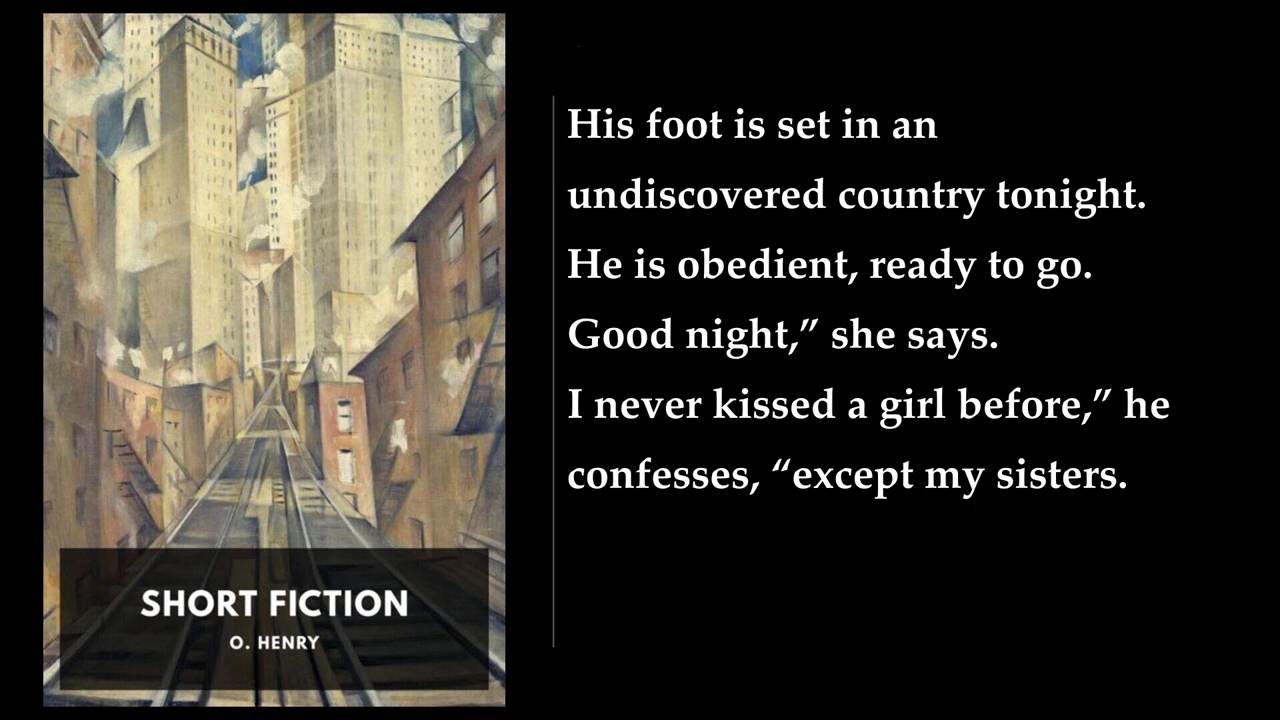 SHORT FICTION
O. HENRY
His foot is set in an
undiscovered country tonight.
He is obedient, ready to go.
Good night,” she says.
I never kissed a girl before,” he
confesses, “except my sisters.